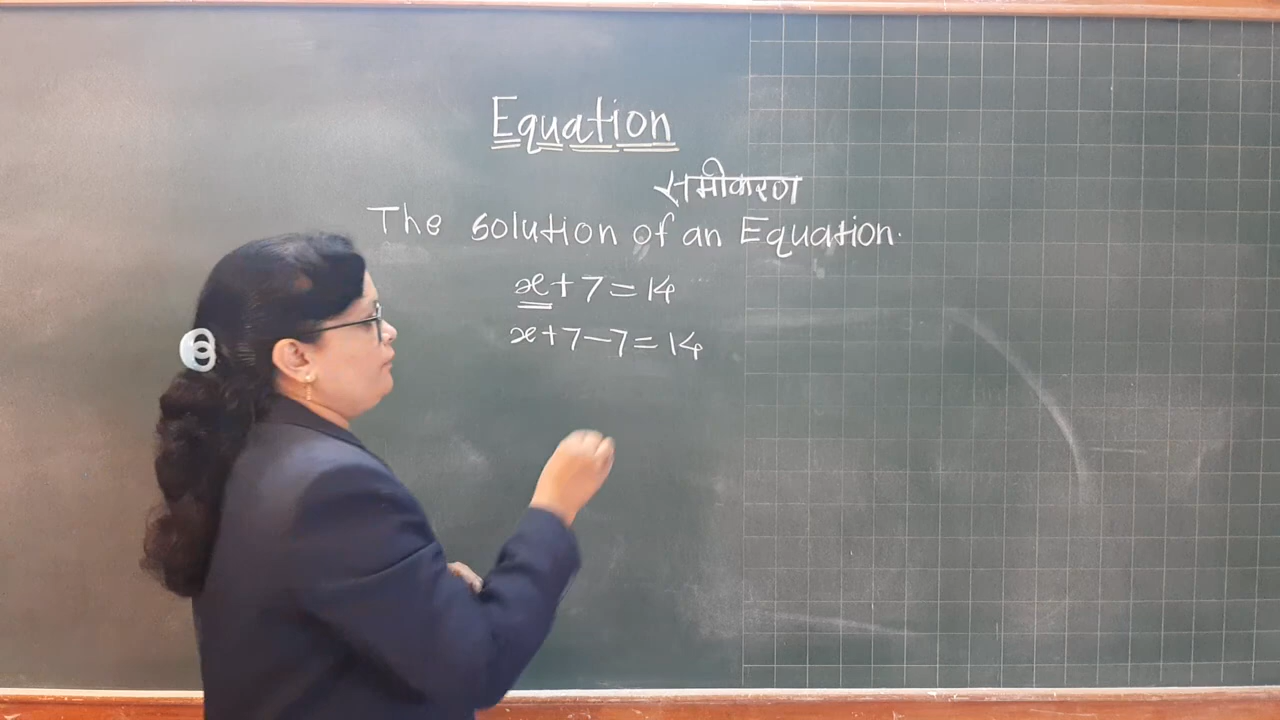 Equation
समीकरण
The solution of an Equation.
x + 7 = 14
x + 7 - 7 = 14